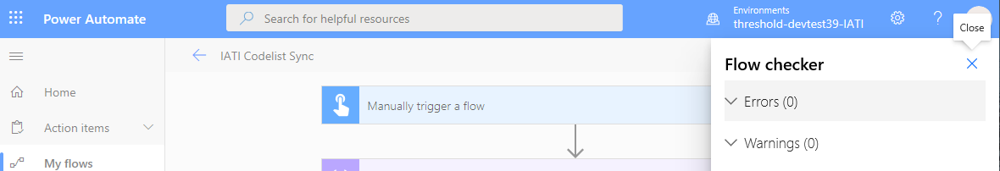 Power Automate
Search for helpful resources
Environments
threshold-devtest39-IATI
?
Close
IATI Codelist Sync
Flow checker
Home
Manually trigger a flow
Errors (0)
Action items
Warnings (0)
My flows